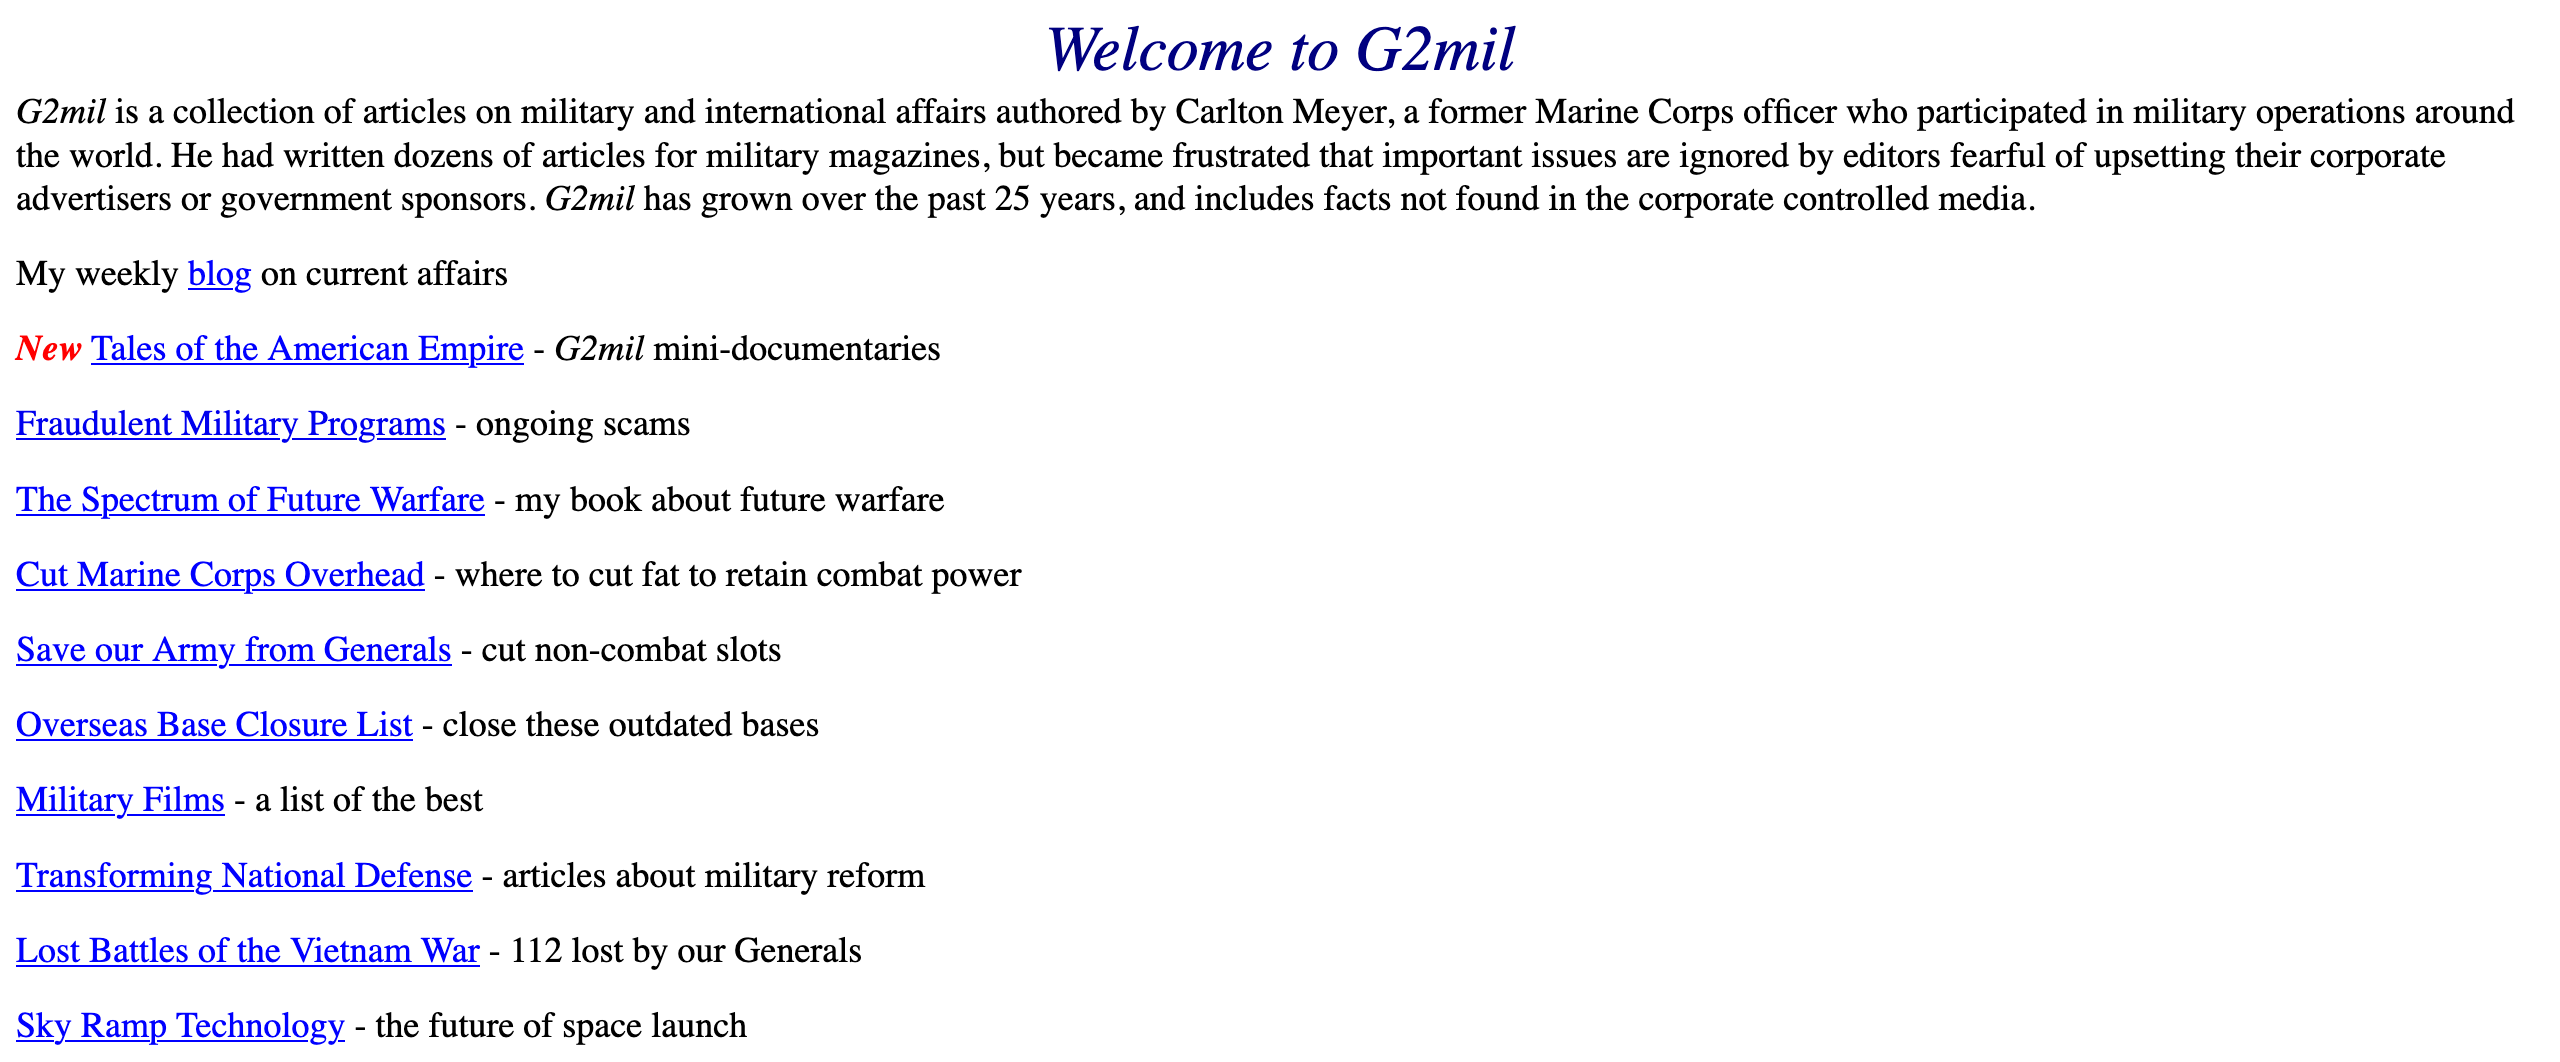 Welcome to G2mil
G2mil is a collection of articles on military and international affairs authored by Carlton Meyer, a former Marine Corps officer who participated in military operations around
the world. He had written dozens of articles for military magazines, but became frustrated that important issues are ignored by editors fearful of upsetting their corporate
advertisers or government sponsors. G2mil has grown over the past 25 years, and includes facts not found in the corporate controlled media.
My weekly blog on current affairs
New Tales of the American Empire - G2mil mini-documentaries
Fraudulent Military Programs - ongoing scams
The Spectrum of Future Warfare - my book about future warfare
Cut Marine Corps Overhead - where to cut fat to retain combat power
Save our Army from Generals - cut non-combat slots
Overseas Base Closure List - close these outdated bases
Military Films - a list of the best
Transforming National Defense - articles about military reform
Lost Battles of the Vietnam War - 112 lost by our Generals
Sky Ramp Technology - the future of space launch